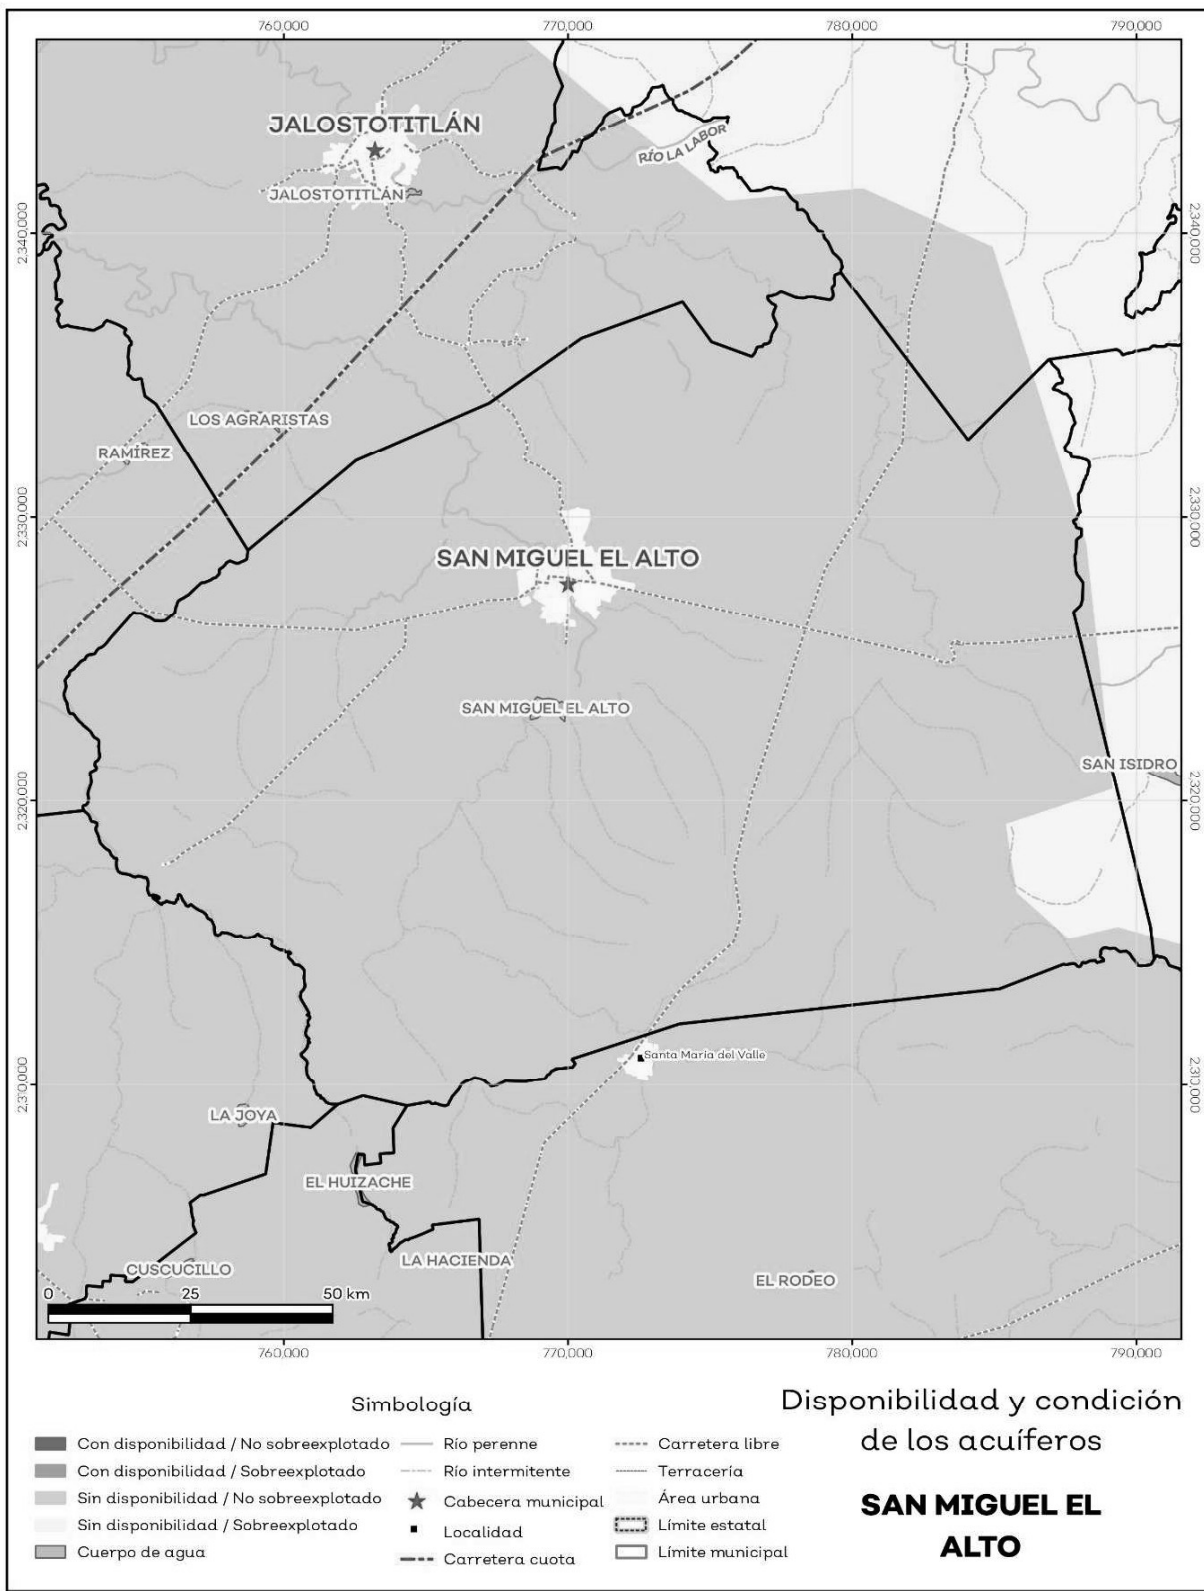 760,000
770,000
780,000
790,000
JALOSTOTITLÁN
RÍO LA LABOR
JALOSTOTITLÁN
2,340,000
2,340,000
LOS AGRARISTAS
RAMÍREZ
2,330,000
2,330,000
SAN MIGUEL EL ALTO
SAN MIGUEL EL ALTO
SAN ISIDRO
2,320,000
2,320,000
Santa María del Valle
2,310,000
2,310,000
LA JOYA
EL HUIZACHE
LA HACIENDA
CUSCUCILLO
EL RODEO
0 25 50 km
760,000
770,000
780,000
790,000
Simbología
Con disponibilidad / No sobreexplotado
Con disponibilidad / Sobreexplotado
Sin disponibilidad / No sobreexplotado
Sin disponibilidad / Sobreexplotado
Cuerpo de agua
Río perenne
Río intermitente
Cabecera municipal
Localidad
Carretera cuota
Carretera libre
Terracería
Área urbana
Límite estatal
Límite municipal
Disponibilidad y condición
de los acuíferos
SAN MIGUEL EL
ALTO